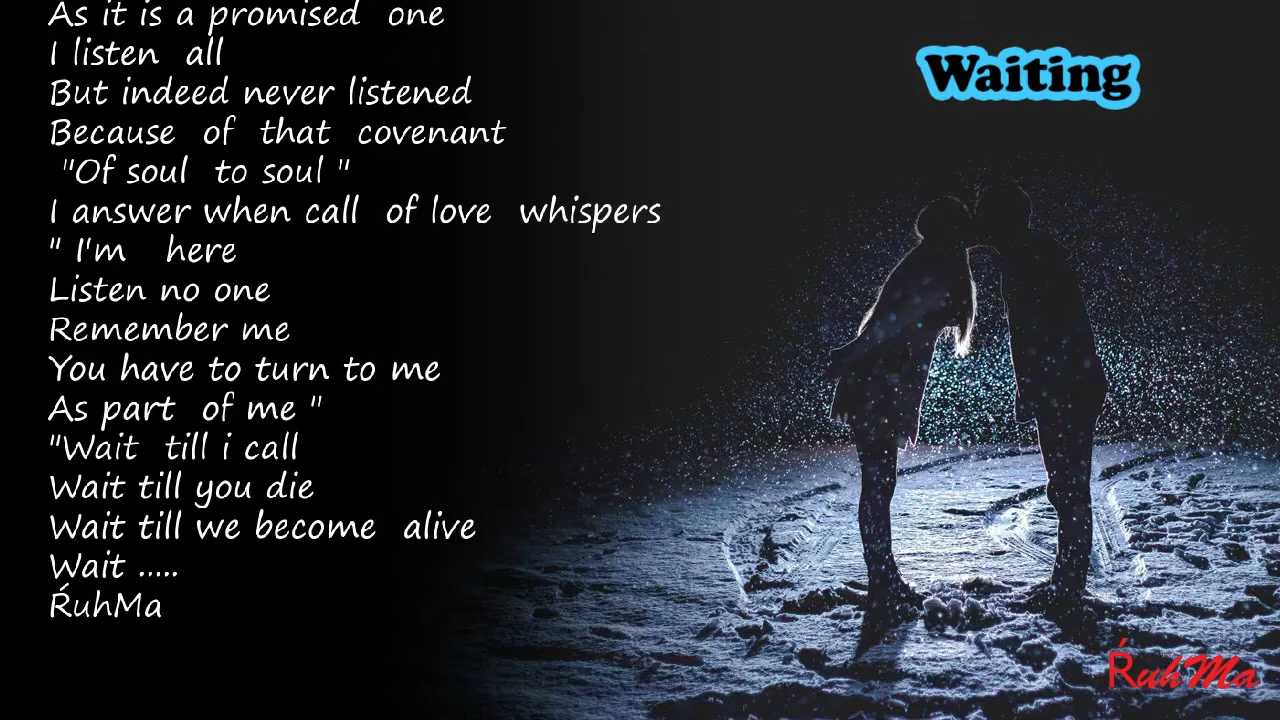 As it is a promised one
I listen all
But indeed never listened
Because of that covenant
"Of soul to soul "
I answer when call of love whispers
" I'm here
Listen no one
Remember me
You have to turn to me
As part of me "
"Wait till i call
Wait till you die
Wait till we become alive
Wait .....
ŔuhMa
Waiting
ŔuhMa